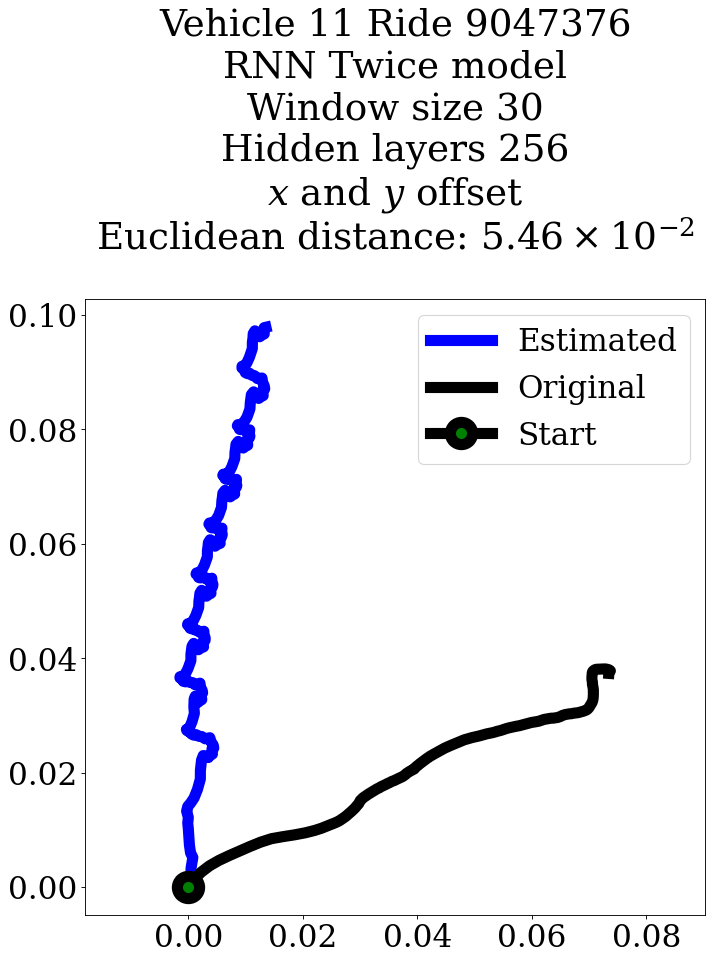 Vehicle 11 Ride 9047376
RNN Twice model
Window size 30
Hidden layers 256
x and y offset
Euclidean distance: 5.46 × 10⁻²
0.10
0.08
0.06
0.04
0.02
0.00
Estimated
Original
Start
0.00 0.02 0.04 0.06 0.08